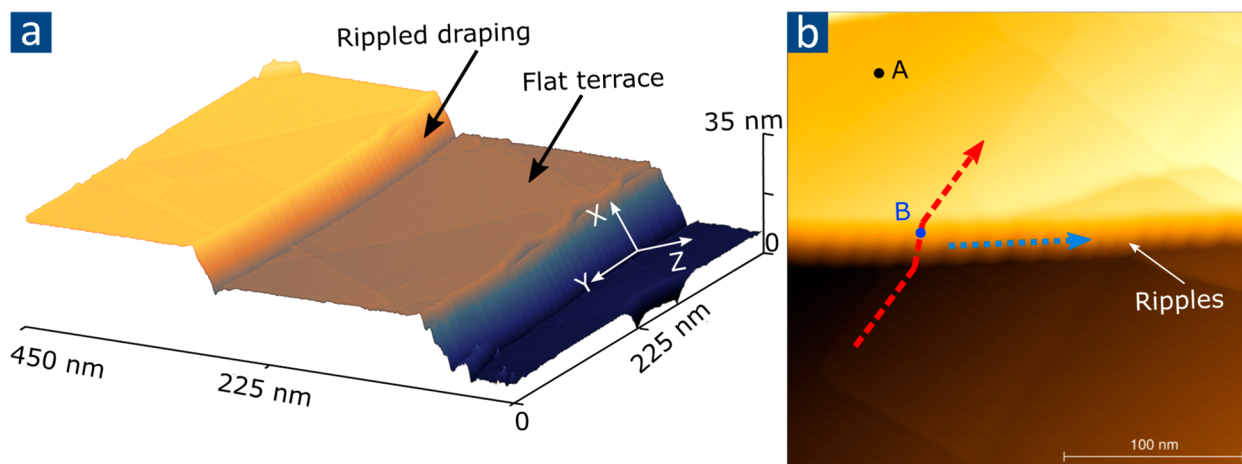 a
Rippled draping
Flat terrace
35 nm
0
X
Y
Z
450 nm
225 nm
0
225 nm
b
A
B
Ripples
100 nm